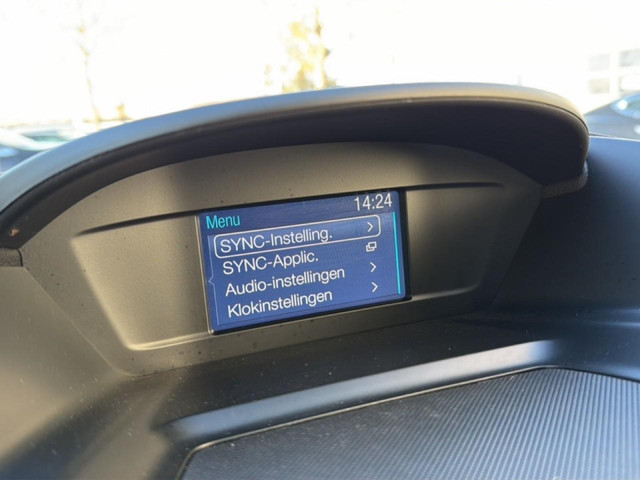 14:24
Menu
SYNC-Instelling.
SYNC-Applic.
Audio-instellingen
Klokinstellingen